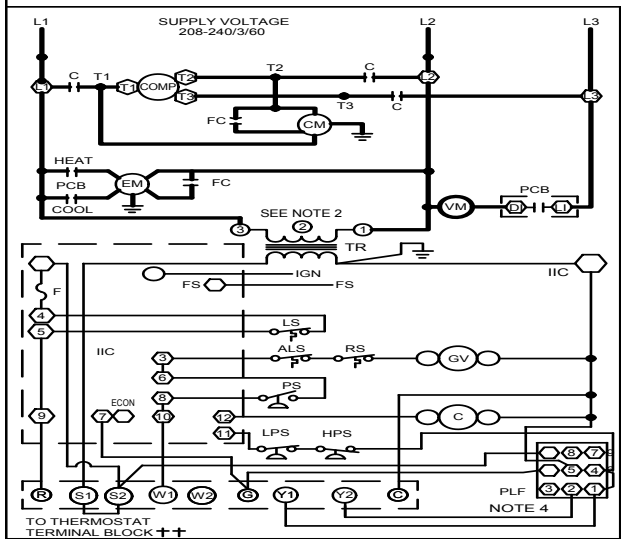 L1 SUPPLY VOLTAGE L2 L3
208-240/3/60
C T1 T2 C
L1 T1 COMP T2 L2
T3 T3 C L3
FC CM
HEAT
PCB EM FC PCB
COOL VM DI LI
SEE NOTE 2
3 2 1
TR
IGN IIC
FS FS
F
4 LS
5
IIC 3 ALS RS GV
6
8 PS
ECON
9 7 10 12 C
11 LPS HPS
8 7 9
5 4
R S1 S2 W1 W2 G Y1 Y2 C PLF 3 2 1
NOTE 4
TO THERMOSTAT
TERMINAL BLOCK ++